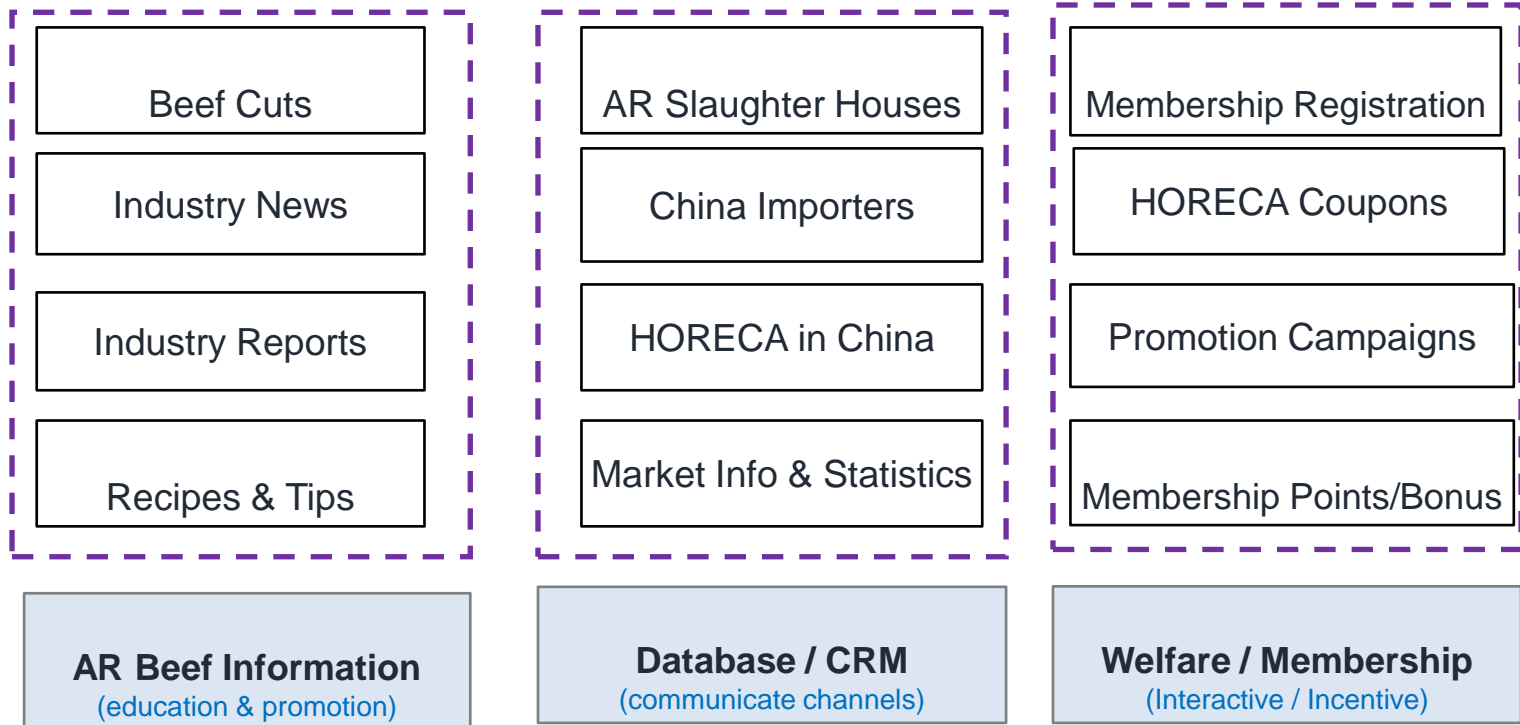 Beef Cuts
Industry News
Industry Reports
Recipes & Tips
AR Beef Information
(education & promotion)
AR Slaughter Houses
China Importers
HORECA in China
Market Info & Statistics
Database / CRM
(communicate channels)
Membership Registration
HORECA Coupons
Promotion Campaigns
Membership Points/Bonus
Welfare / Membership
(Interactive / Incentive)